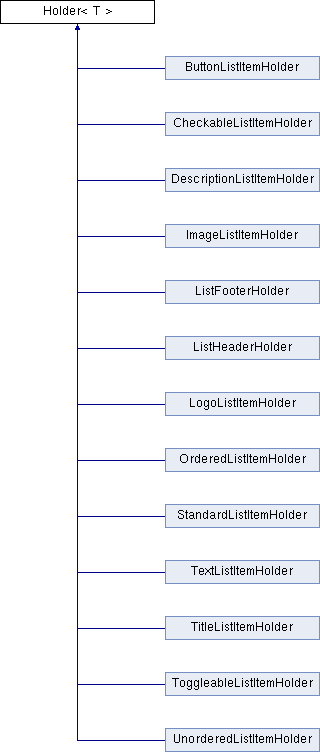 Holder< T >
ButtonListItemHolder
CheckableListItemHolder
DescriptionListItemHolder
ImageListItemHolder
ListFooterHolder
ListHeaderHolder
LogoListItemHolder
OrderedListItemHolder
StandardListItemHolder
TextListItemHolder
TitleListItemHolder
ToggleableListItemHolder
UnorderedListItemHolder